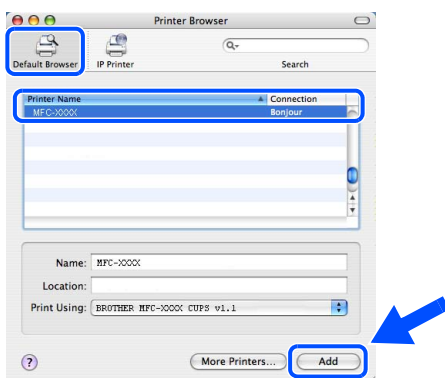 Printer Browser
Default Browser IP Printer Search
Printer Name Connection
MFC-XXXX Bonjour
Name: MFC-XXXX
Location:
Print Using: BROTHER MFC-XXXX CUPS v1.1
? More Printers... Add